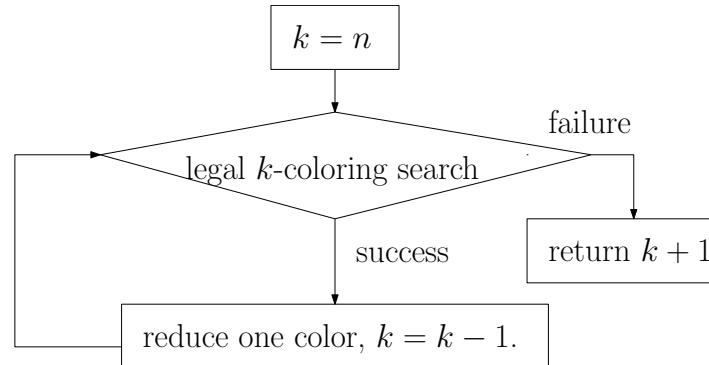 k = n
failure
legal k-coloring search
success
return k + 1
reduce one color, k = k − 1.